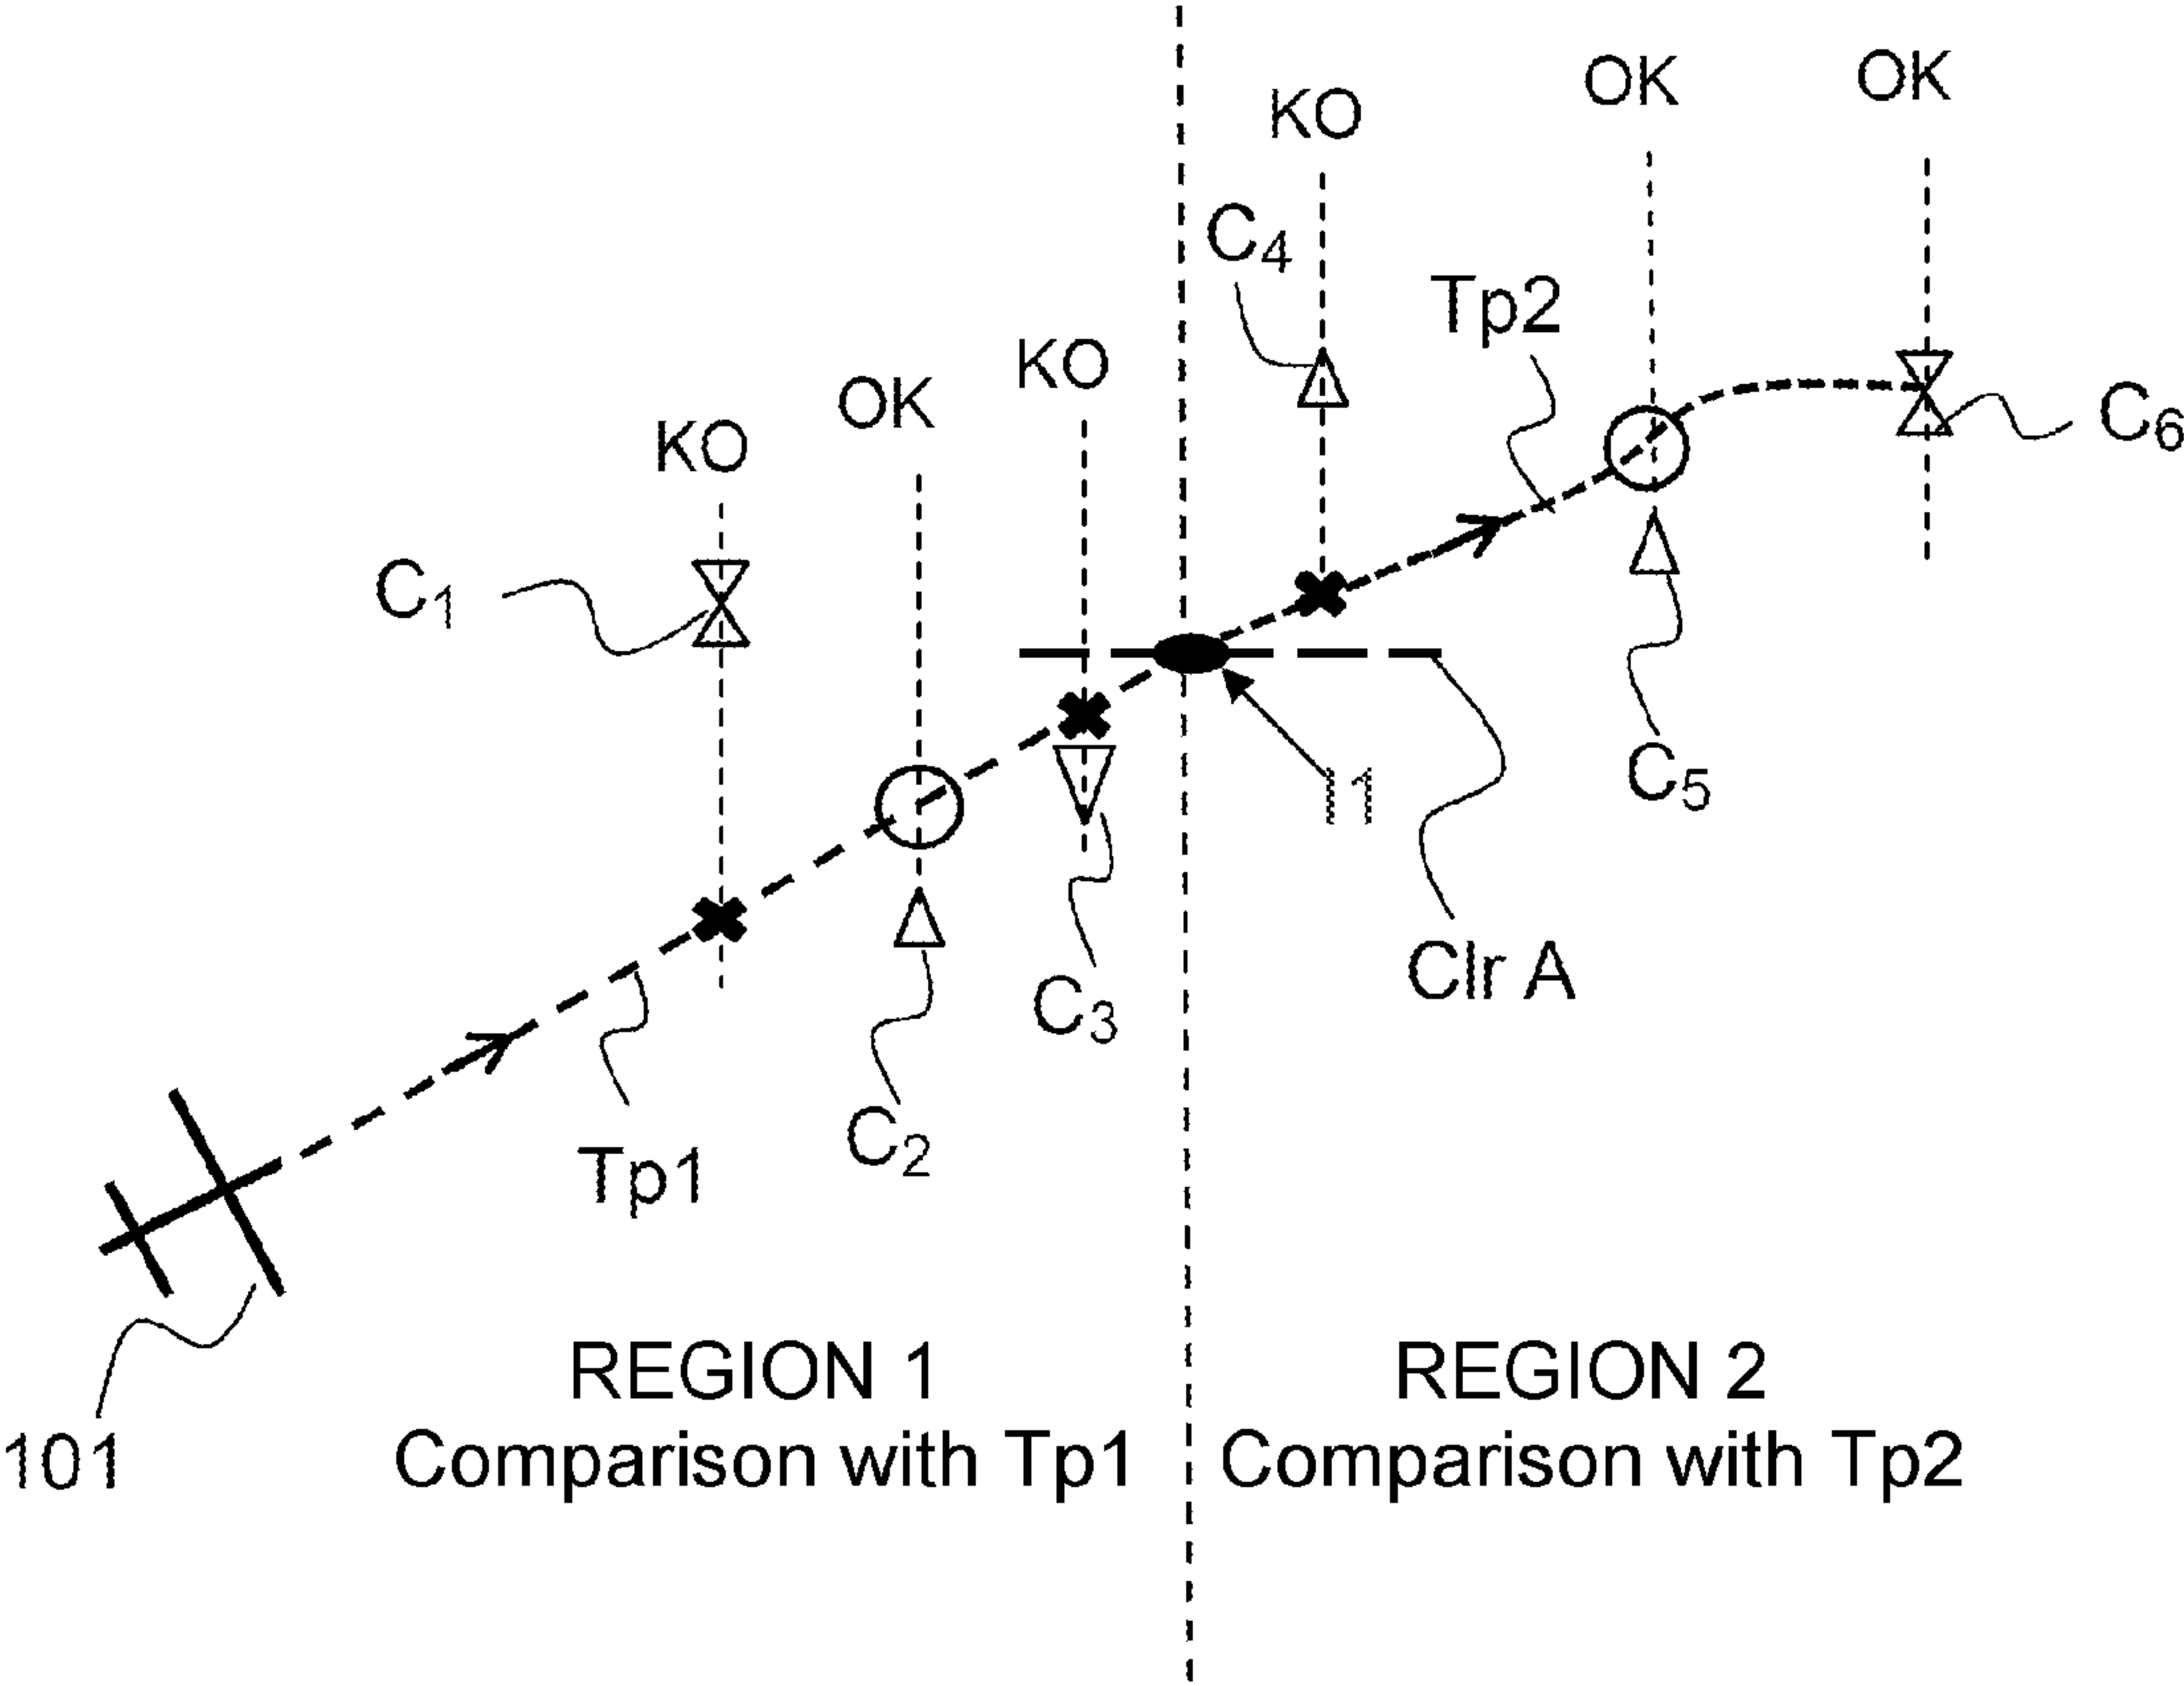 OK
OK
KO
C4
Tp2
KO
OK
KO
C6
C1
I1
C5
Clr A
C3
C2
Tp1
REGION 1
Comparison with Tp1
REGION 2
Comparison with Tp2
101